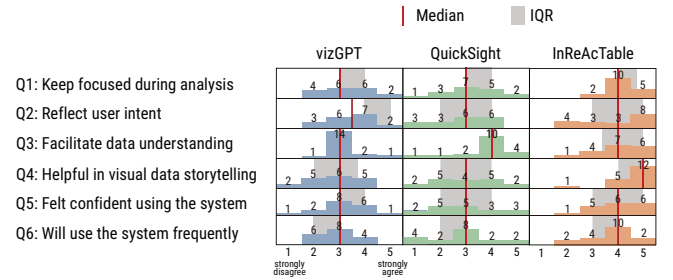 Median IQR
vizGPT QuickSight InReAcTable
Q1: Keep focused during analysis 4 6 6 2 1 3 7 5 2 2 10 5
Q2: Reflect user intent 3 6 7 2 3 3 6 6 4 3 3 8
Q3: Facilitate data understanding 1 14 2 1 1 1 2 10 4 1 4 7 6
Q4: Helpful in visual data storytelling 2 5 6 5 2 5 4 5 2 1 5 12
Q5: Felt confident using the system 1 2 8 6 1 2 5 5 3 3 1 5 6 6
Q6: Will use the system frequently 6 8 4 4 2 8 2 2 2 4 10 2
1 2 3 4 5 1 2 3 4 5 1 2 3 4 5
strongly disagree strongly agree